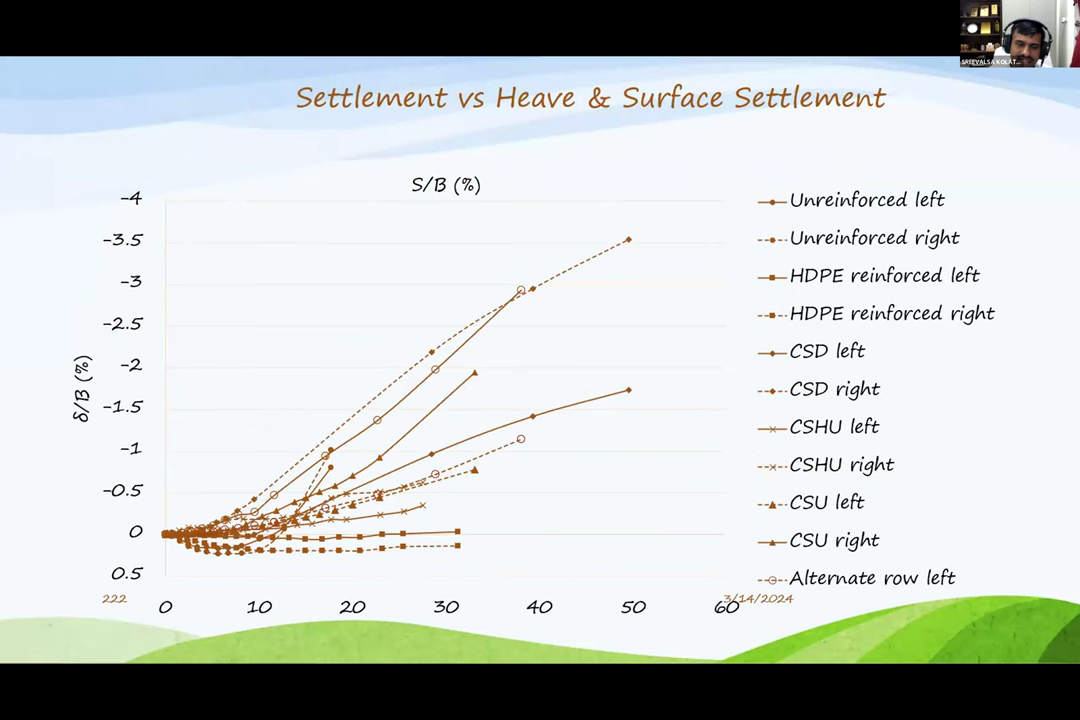 SREEVALSA KOLAT...
Settlement vs Heave & Surface Settlement
S/B (%)
-4
-3.5
-3
-2.5
-2
-1.5
-1
-0.5
0
0.5
δ/B (%)
0 10 20 30 40 50 60
Unreinforced left
Unreinforced right
HDPE reinforced left
HDPE reinforced right
CSD left
CSD right
CSHU left
CSHU right
CSU left
CSU right
Alternate row left
222
3/14/2024